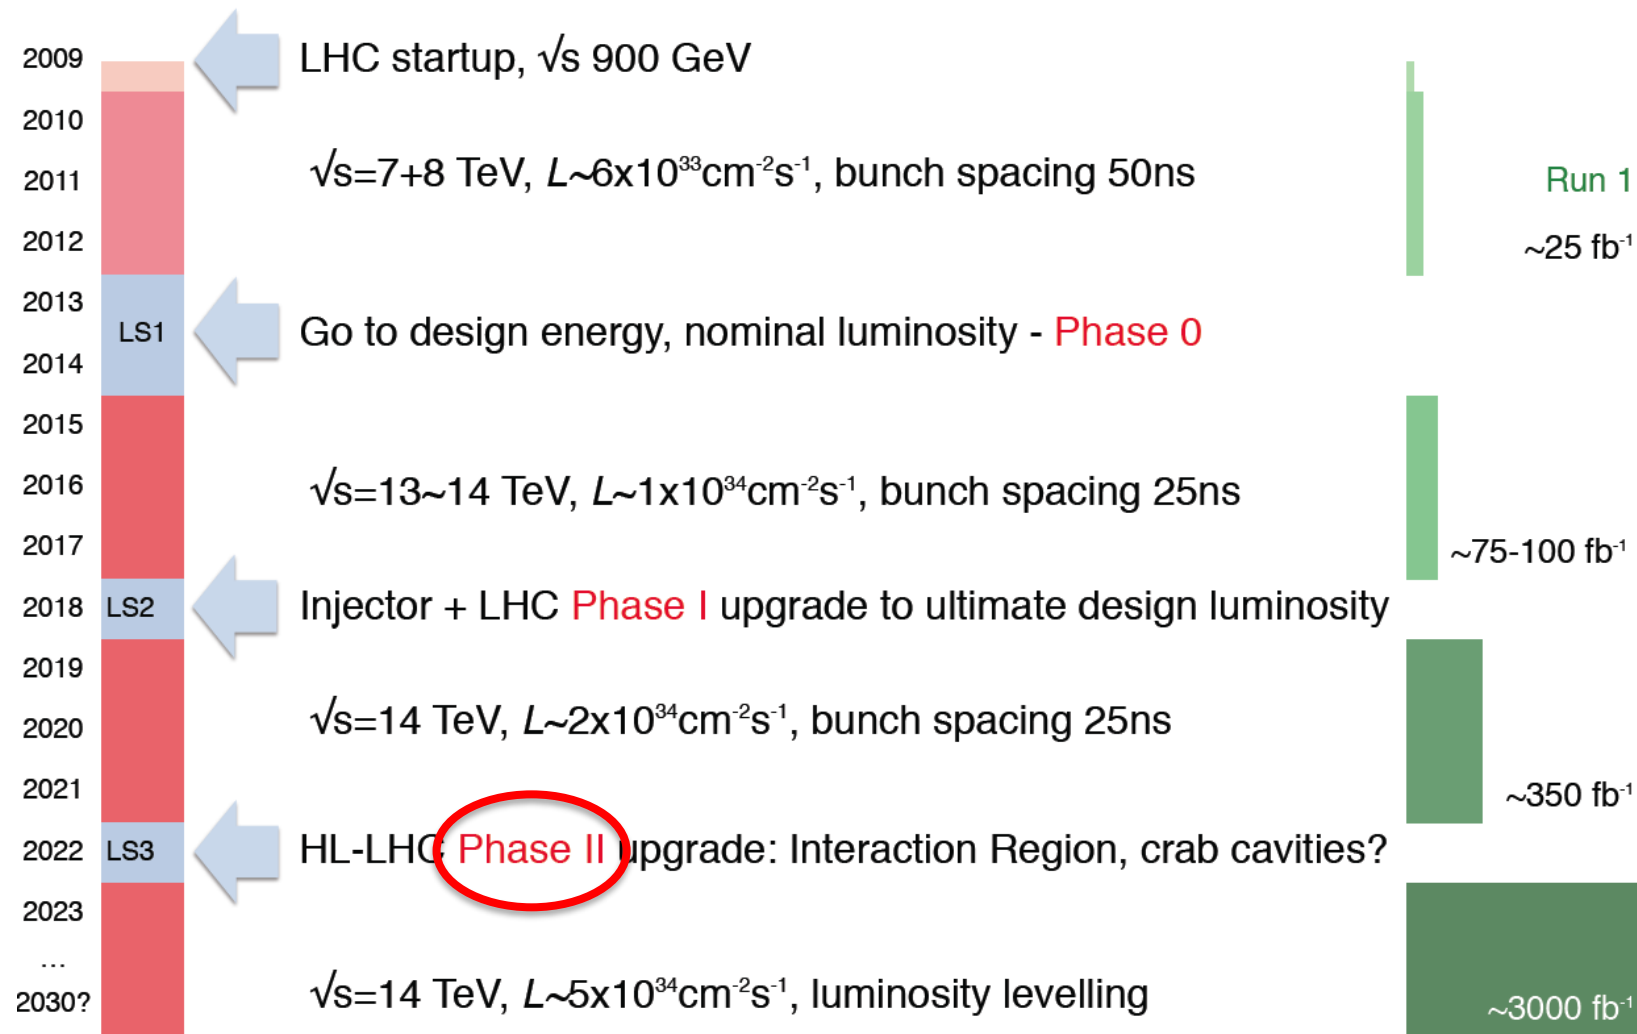 2009 LHC startup, √s 900 GeV
2010
√s=7+8 TeV, L~6x10³³cm⁻²s⁻¹, bunch spacing 50ns
2011 Run 1
2012 ~25 fb⁻¹
2013
LS1 Go to design energy, nominal luminosity - Phase 0
2014
2015
2016 √s=13~14 TeV, L~1x10³⁴cm⁻²s⁻¹, bunch spacing 25ns
2017 ~75-100 fb⁻¹
2018 LS2 Injector + LHC Phase I upgrade to ultimate design luminosity
2019
2020 √s=14 TeV, L~2x10³⁴cm⁻²s⁻¹, bunch spacing 25ns
2021 ~350 fb⁻¹
2022 LS3 HL-LHC Phase II upgrade: Interaction Region, crab cavities?
2023
...
2030? √s=14 TeV, L~5x10³⁴cm⁻²s⁻¹, luminosity levelling ~3000 fb⁻¹